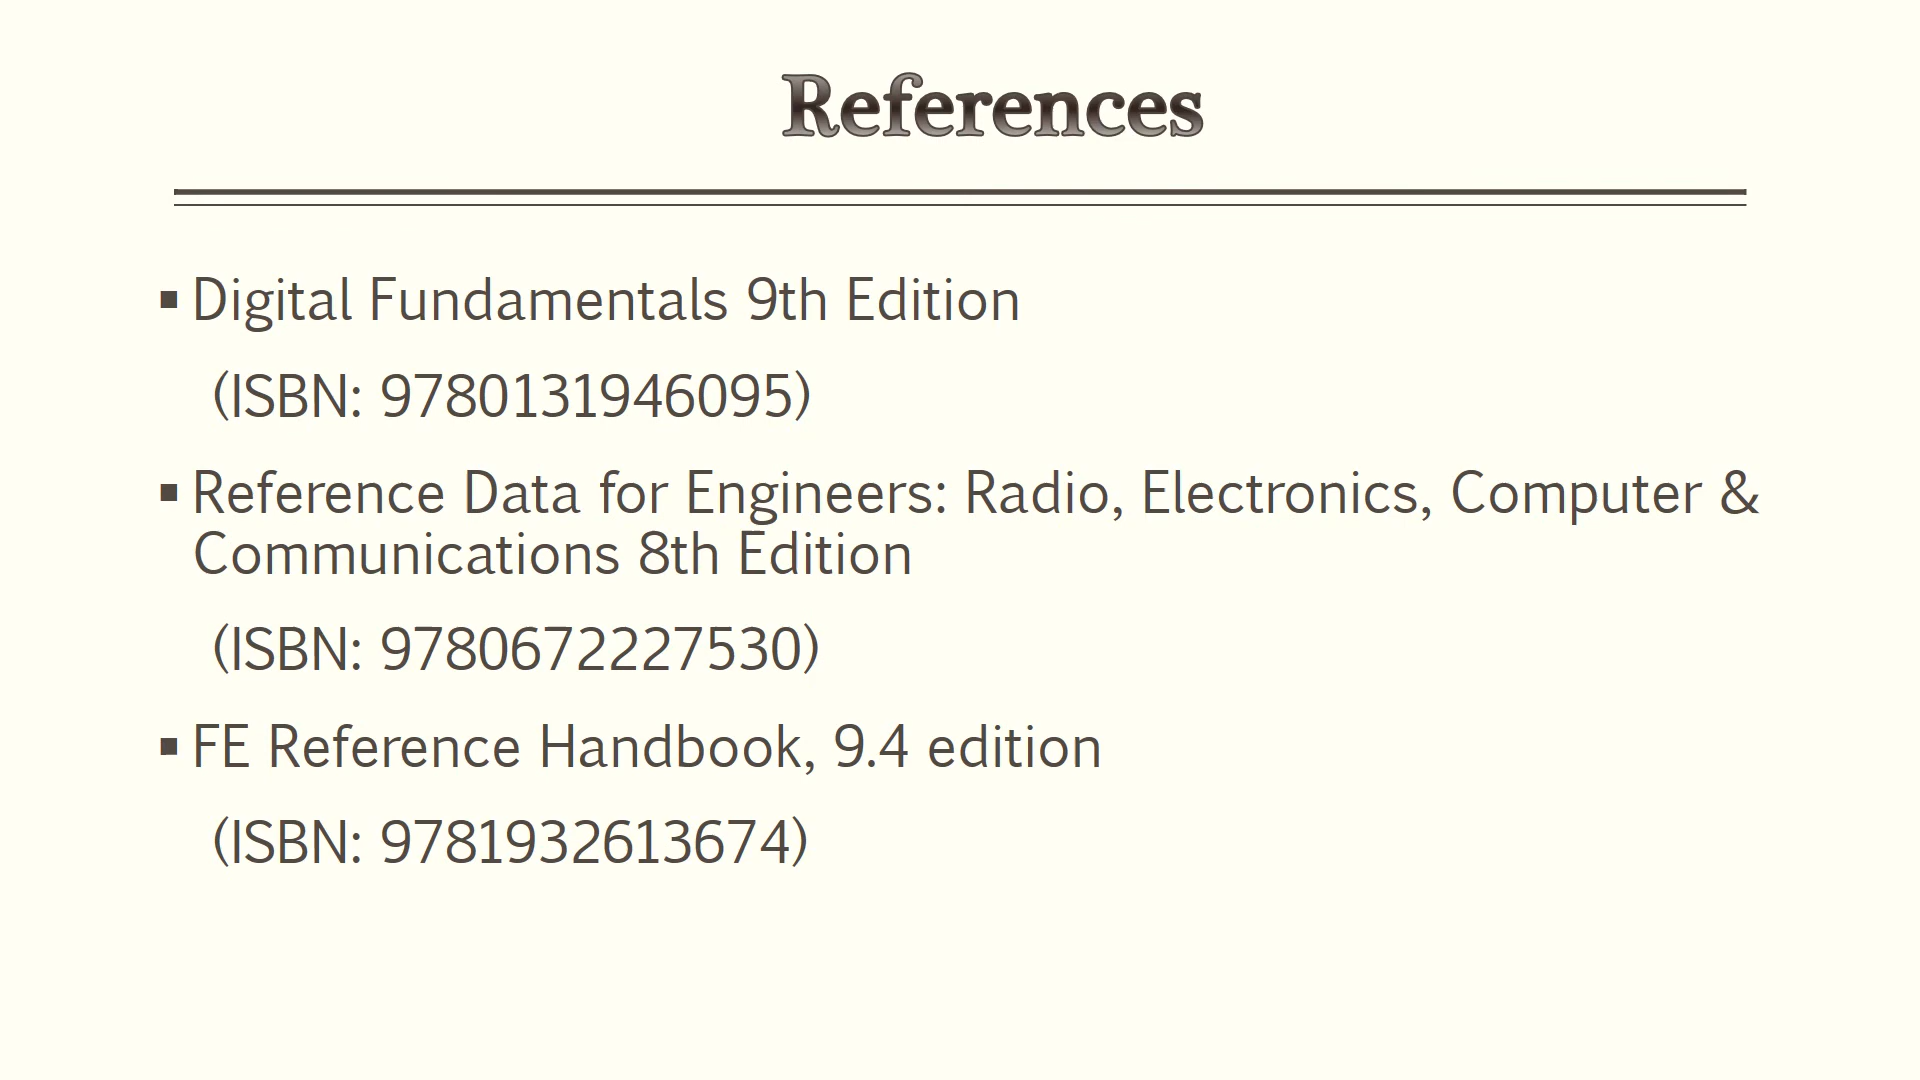 References
▪ Digital Fundamentals 9th Edition
(ISBN: 9780131946095)
▪ Reference Data for Engineers: Radio, Electronics, Computer &
Communications 8th Edition
(ISBN: 9780672227530)
▪ FE Reference Handbook, 9.4 edition
(ISBN: 9781932613674)